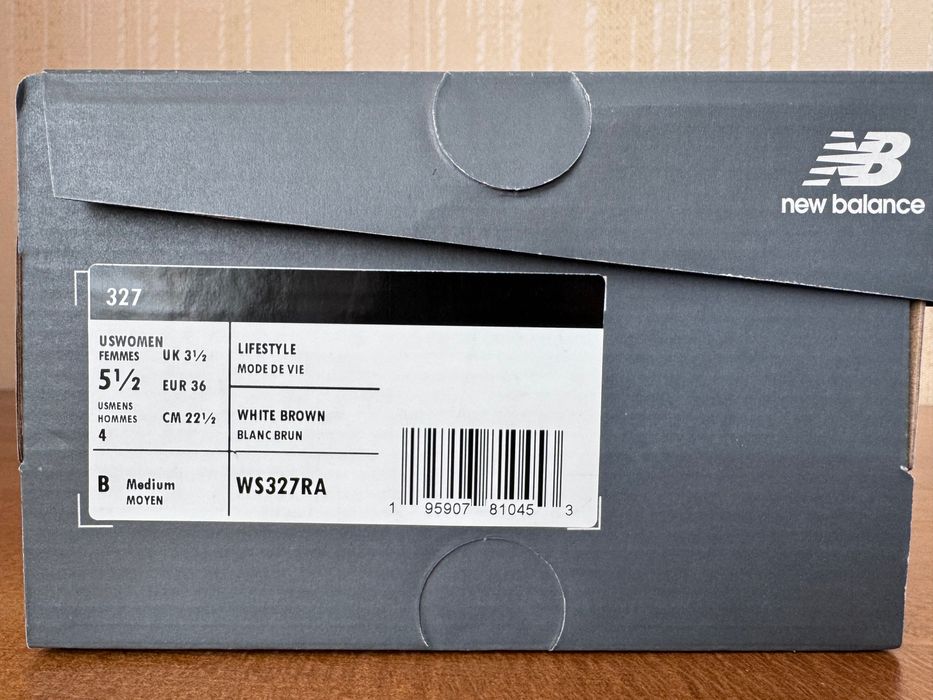 NB
new balance
327
USWOMEN
FEMMES
5½
UK 3½
EUR 36
USMENS
HOMMES
4
CM 22½
LIFESTYLE
MODE DE VIE
WHITE BROWN
BLANC BRUN
B Medium
MOYEN
WS327RA
1 95907 81045 3